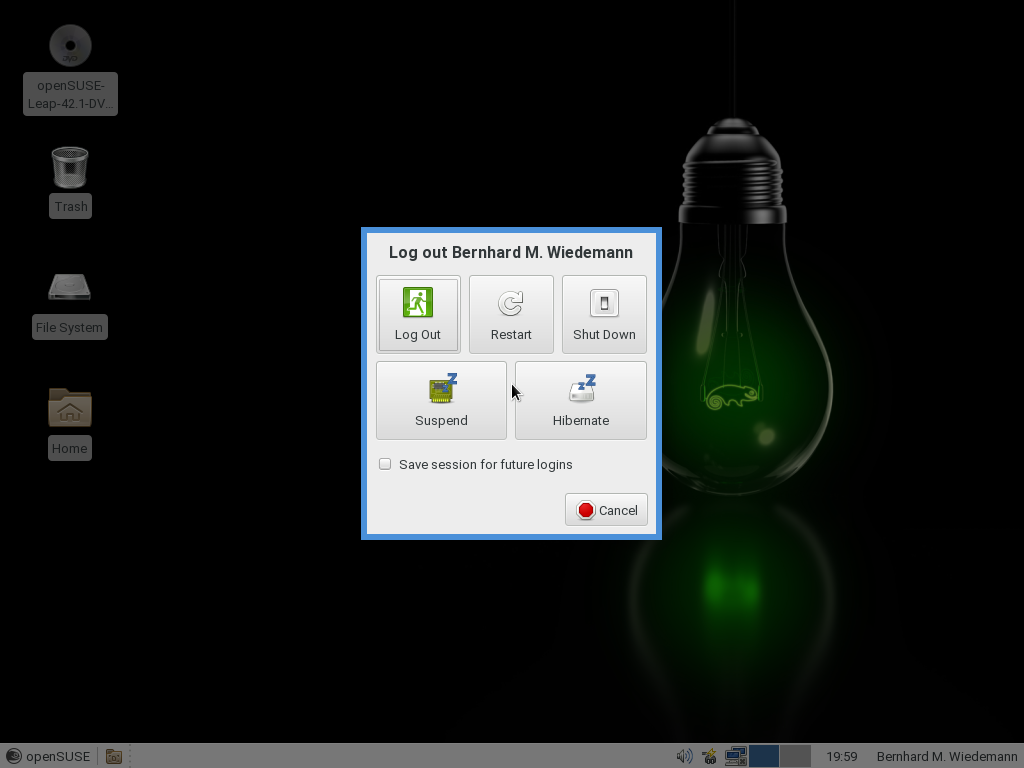 openSUSE-
Leap-42.1-DV...
Trash
File System
Home
Log out Bernhard M. Wiedemann
Log Out
Restart
Shut Down
Suspend
Hibernate
Save session for future logins
Cancel
openSUSE
19:59
Bernhard M. Wiedemann